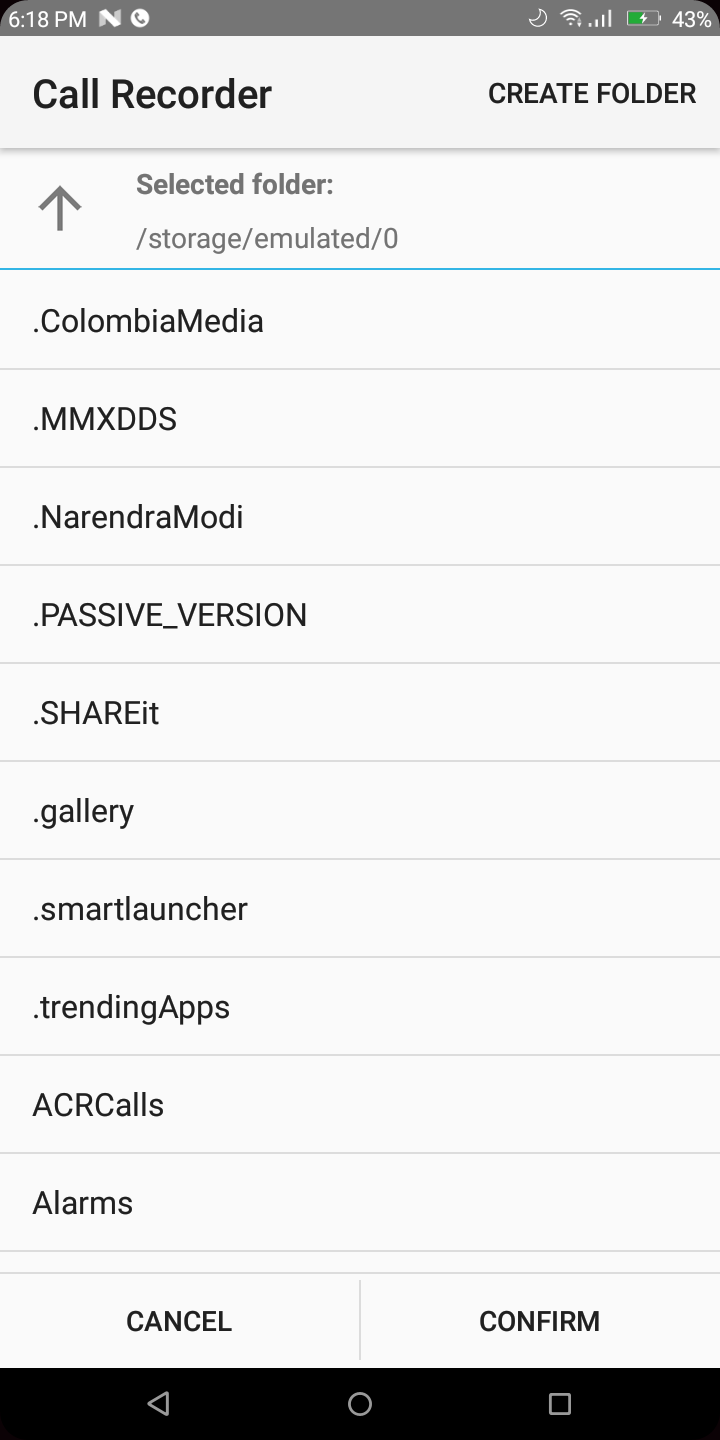 6:18 PM 43%
Call Recorder CREATE FOLDER
Selected folder:
/storage/emulated/0
.ColombiaMedia
.MMXDDS
.NarendraModi
.PASSIVE_VERSION
.SHAREit
.gallery
.smartlauncher
.trendingApps
ACRCalls
Alarms
CANCEL CONFIRM